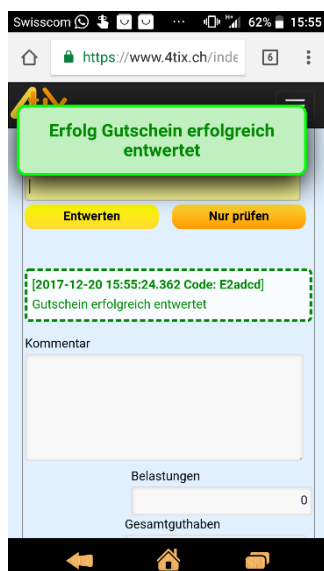 Swisscom 62% 15:55
https://www.4tix.ch/inde 6
4tix
Erfolg Gutschein erfolgreich
entwertet
Entwerten Nur prüfen
[2017-12-20 15:55:24.362 Code: E2adcd]
Gutschein erfolgreich entwertet
Kommentar
Belastungen
0
Gesamtguthaben